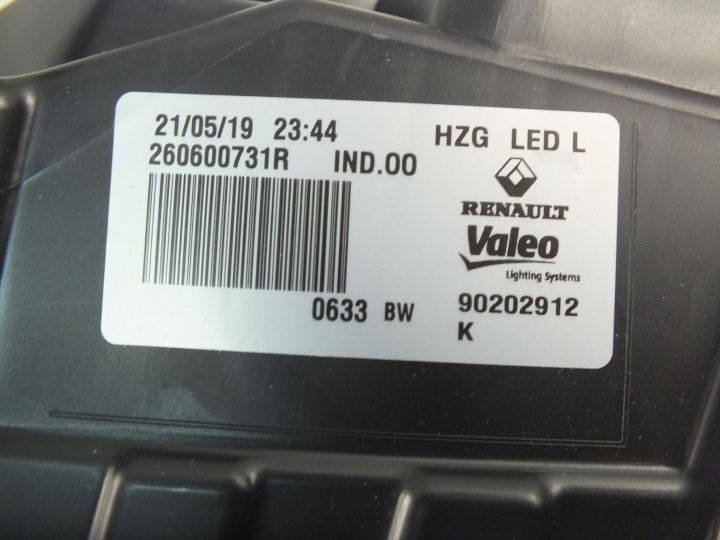 21/05/19 23:44 HZG LED L
260600731R IND.00
RENAULT
Valeo
Lighting Systems
0633 BW 90202912
K